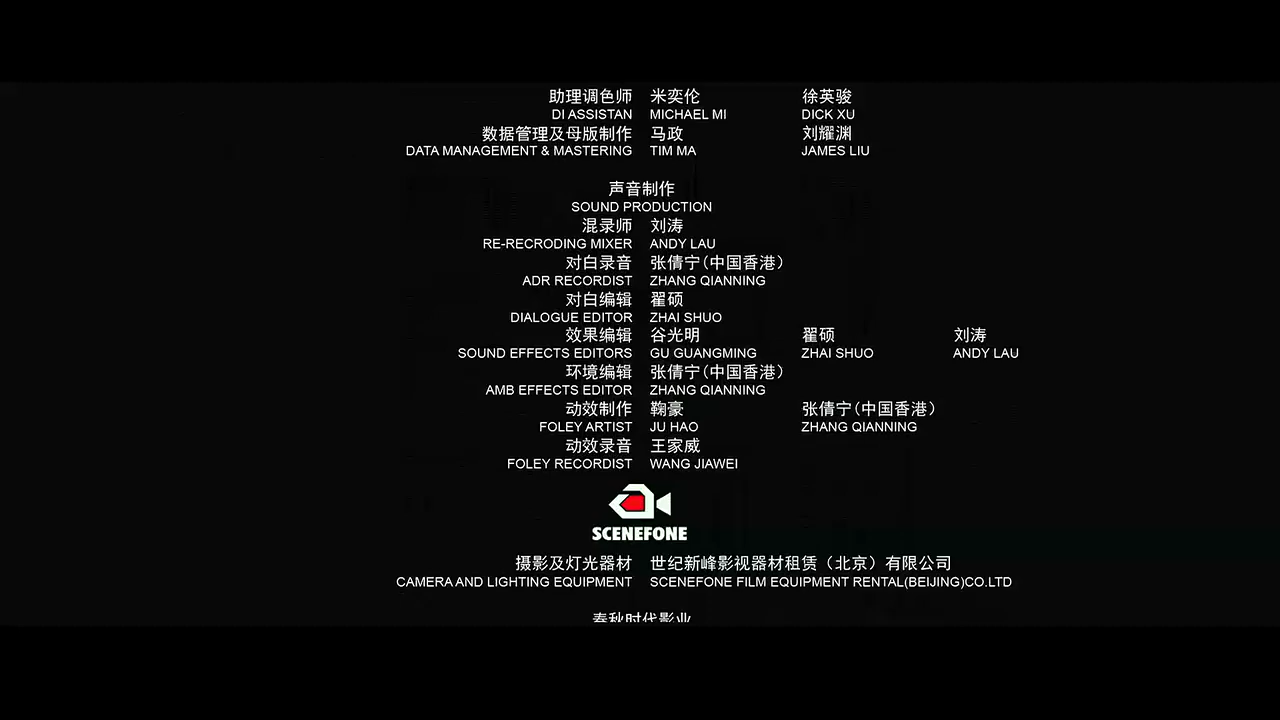 助理调色师 米奕伦 徐英骏
DI ASSISTAN MICHAEL MI DICK XU
数据管理及母版制作 马政 刘耀渊
DATA MANAGEMENT & MASTERING TIM MA JAMES LIU
声音制作
SOUND PRODUCTION
混录师 刘涛
RE-RECRODING MIXER ANDY LAU
对白录音 张倩宁(中国香港)
ADR RECORDIST ZHANG QIANNING
对白编辑 翟硕
DIALOGUE EDITOR ZHAI SHUO
效果编辑 谷光明 翟硕 刘涛
SOUND EFFECTS EDITORS GU GUANGMING ZHAI SHUO ANDY LAU
环境编辑 张倩宁(中国香港)
AMB EFFECTS EDITOR ZHANG QIANNING
动效制作 鞠豪 张倩宁(中国香港)
FOLEY ARTIST JU HAO ZHANG QIANNING
动效录音 王家威
FOLEY RECORDIST WANG JIAWEI
SCENEFONE
摄影及灯光器材 世纪新峰影视器材租赁（北京）有限公司
CAMERA AND LIGHTING EQUIPMENT SCENEFONE FILM EQUIPMENT RENTAL(BEIJING)CO.LTD
春秋时代影业